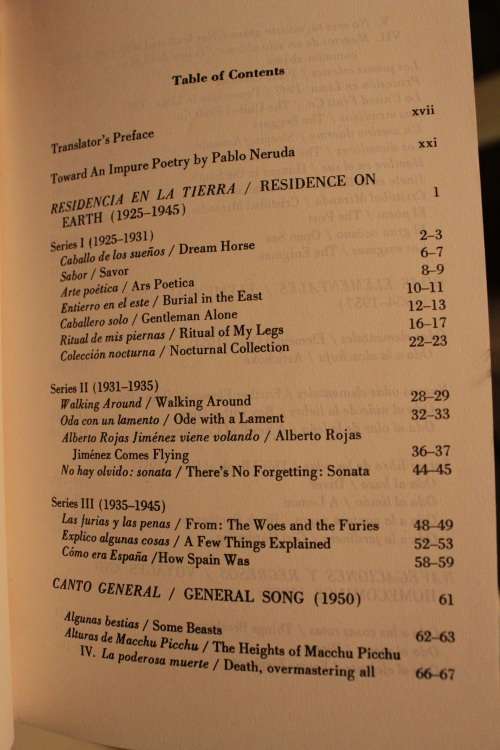 Table of Contents
Translator's Preface xvii
Toward An Impure Poetry by Pablo Neruda xxi
RESIDENCIA EN LA TIERRA / RESIDENCE ON
EARTH (1925–1945) 1
Series I (1925–1931)
Caballo de los sueños / Dream Horse 2–3
Sabor / Savor 6–7
Arte poética / Ars Poetica 8–9
Entierro en el este / Burial in the East 10–11
Caballero solo / Gentleman Alone 12–13
Ritual de mis piernas / Ritual of My Legs 16–17
Colección nocturna / Nocturnal Collection 22–23
Series II (1931–1935)
Walking Around / Walking Around 28–29
Oda con un lamento / Ode with a Lament 32–33
Alberto Rojas Jiménez viene volando / Alberto Rojas
Jiménez Comes Flying 36–37
No hay olvido: sonata / There's No Forgetting: Sonata 44–45
Series III (1935–1945)
Las furias y las penas / From: The Woes and the Furies 48–49
Explico algunas cosas / A Few Things Explained 52–53
Cómo era España /How Spain Was 58–59
CANTO GENERAL / GENERAL SONG (1950) 61
Algunas bestias / Some Beasts 62–63
Alturas de Macchu Picchu / The Heights of Macchu Picchu
IV. La poderosa muerte / Death, overmastering all 66–67